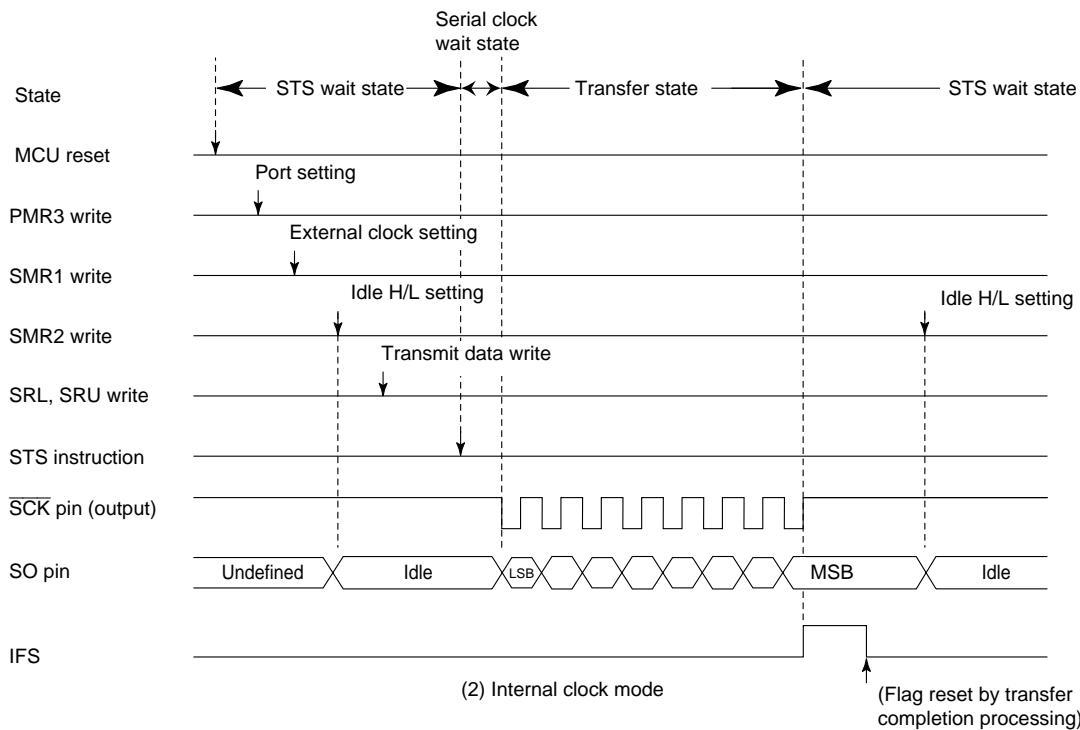 Serial clock
wait state
State
STS wait state
Transfer state
STS wait state
MCU reset
Port setting
PMR3 write
External clock setting
SMR1 write
Idle H/L setting
Idle H/L setting
SMR2 write
Transmit data write
SRL, SRU write
STS instruction
S̅C̅K̅ pin (output)
SO pin
Undefined
Idle
LSB
MSB
Idle
IFS
(2) Internal clock mode
(Flag reset by transfer
completion processing)